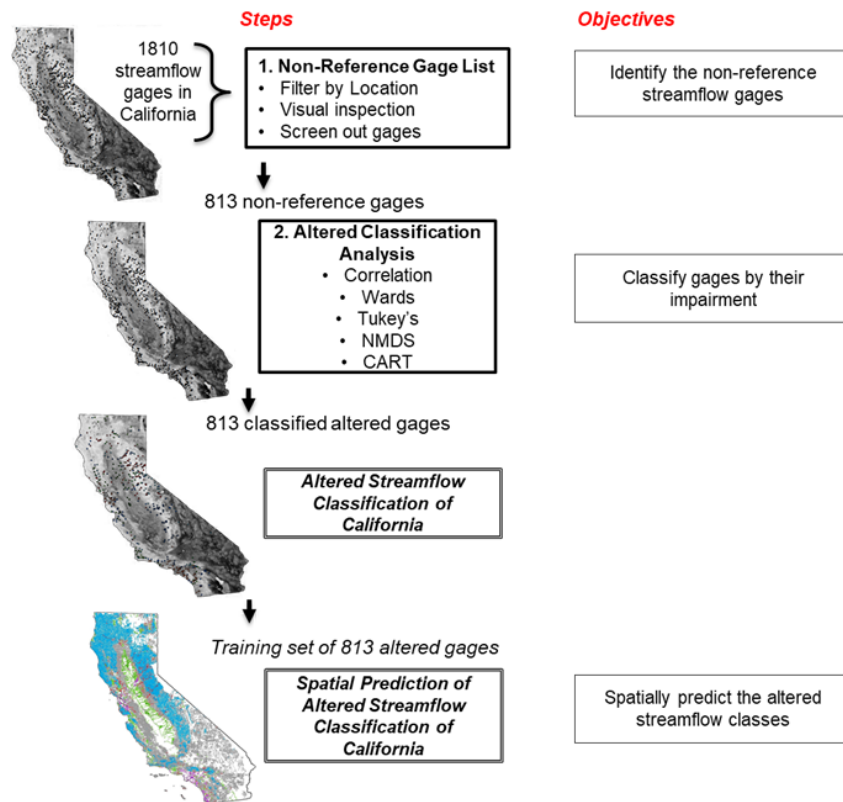 Steps
Objectives
1810
streamflow
gages in
California
1. Non-Reference Gage List
• Filter by Location
• Visual inspection
• Screen out gages
Identify the non-reference
streamflow gages
813 non-reference gages
2. Altered Classification
Analysis
• Correlation
• Wards
• Tukey's
• NMDS
• CART
Classify gages by their
impairment
813 classified altered gages
Altered Streamflow
Classification of
California
Training set of 813 altered gages
Spatial Prediction of
Altered Streamflow
Classification of
California
Spatially predict the altered
streamflow classes